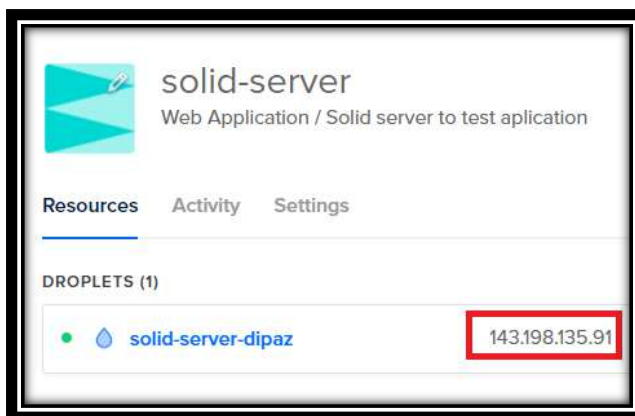 solid-server
Web Application / Solid server to test aplication
Resources Activity Settings
DROPLETS (1)
solid-server-dipaz 143.198.135.91